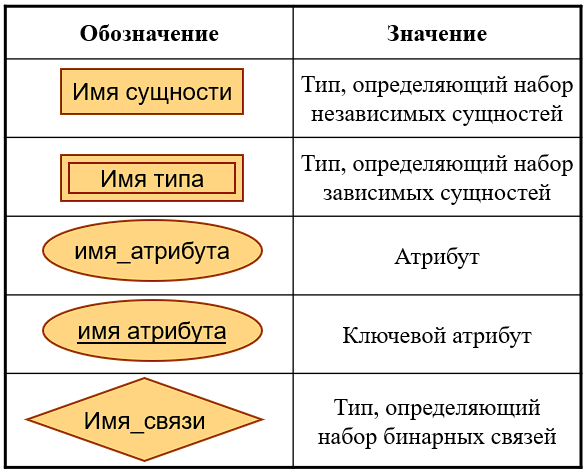 Обозначение
Значение
Имя сущности
Тип, определяющий набор
независимых сущностей
Имя типа
Тип, определяющий набор
зависимых сущностей
имя_атрибута
Атрибут
имя атрибута
Ключевой атрибут
Имя_связи
Тип, определяющий
набор бинарных связей